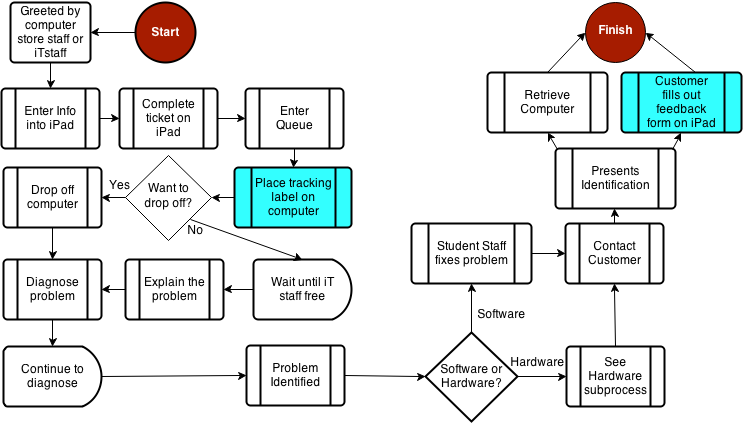 Greeted by
computer
store staff or
iTstaff
Start
Enter Info
into iPad
Complete
ticket on
iPad
Enter
Queue
Place tracking
label on
computer
Want to
drop off?
Yes
No
Drop off
computer
Wait until iT
staff free
Explain the
problem
Diagnose
problem
Continue to
diagnose
Problem
Identified
Software or
Hardware?
Software
Hardware
Student Staff
fixes problem
See
Hardware
subprocess
Contact
Customer
Presents
Identification
Retrieve
Computer
Customer
fills out
feedback
form on iPad
Finish